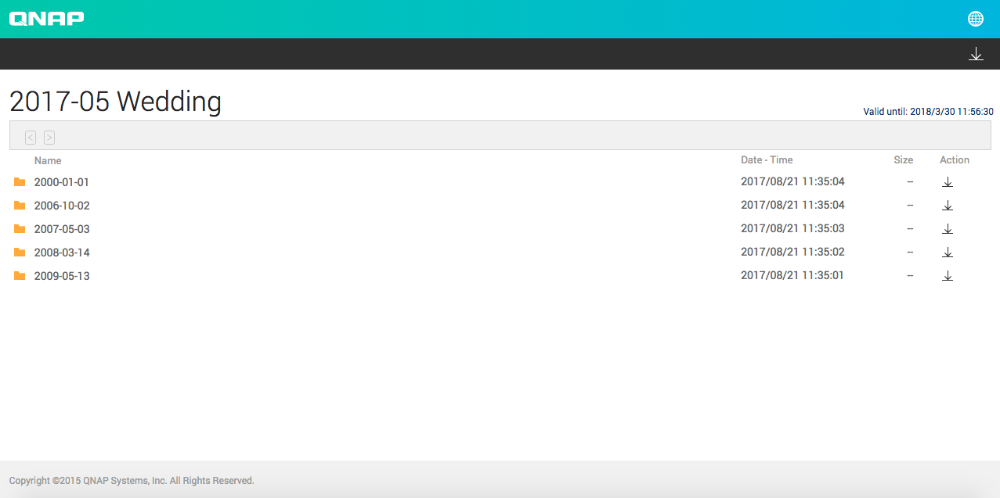 QNAP
2017-05 Wedding
Valid until: 2018/3/30 11:56:30
< >
Name Date - Time Size Action
2000-01-01 2017/08/21 11:35:04 --
2006-10-02 2017/08/21 11:35:04 --
2007-05-03 2017/08/21 11:35:03 --
2008-03-14 2017/08/21 11:35:02 --
2009-05-13 2017/08/21 11:35:01 --
Copyright ©2015 QNAP Systems, Inc. All Rights Reserved.